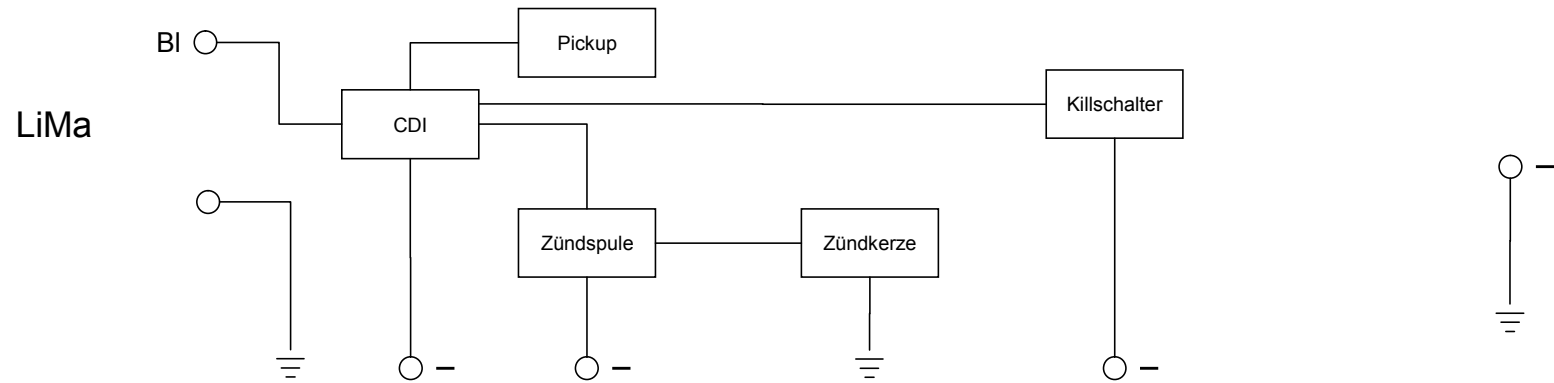 Pickup
Bl
CDI
Killschalter
LiMa
–
Zündspule
Zündkerze
–
–
–